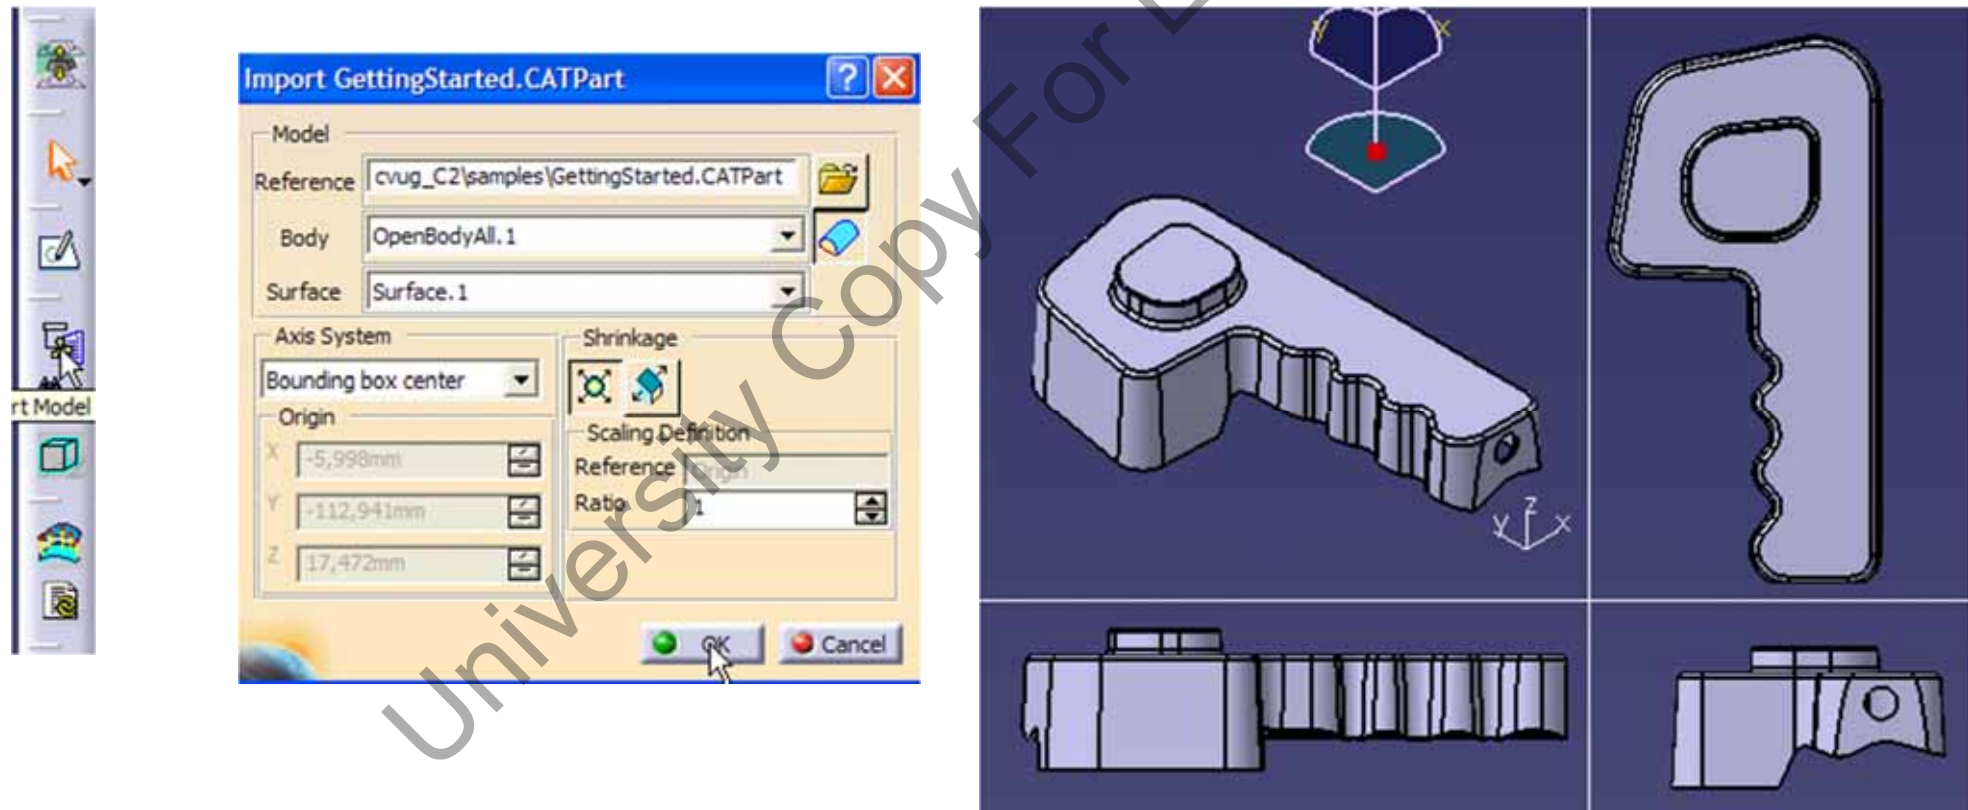 rt Model
Import GettingStarted.CATPart
Model
Reference cvug_C2\samples\GettingStarted.CATPart
Body OpenBodyAll.1
Surface Surface.1
Axis System
Bounding box center
Origin
X -5,998mm
Y -112,941mm
Z 17,472mm
Shrinkage
Scaling Definition
Reference Origin
Ratio 1
OK Cancel
y x
z
y x
University Copy For